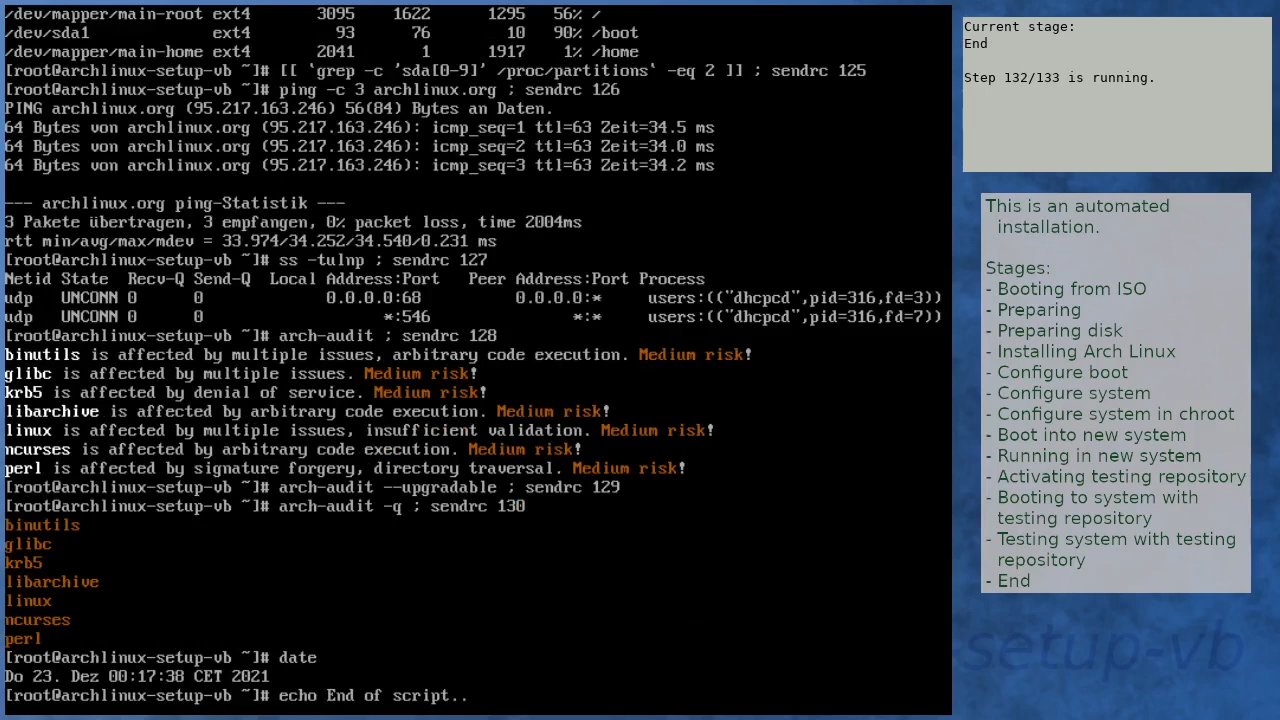 /dev/mapper/main-root ext4       3095    1622      1295   56% /
/dev/sda1             ext4         93      76        10   90% /boot
/dev/mapper/main-home ext4       2041       1      1917    1% /home
[root@archlinux-setup-vb ~]# [[ `grep -c 'sda[0-9]' /proc/partitions` -eq 2 ]] ; sendrc 125
[root@archlinux-setup-vb ~]# ping -c 3 archlinux.org ; sendrc 126
PING archlinux.org (95.217.163.246) 56(84) Bytes an Daten.
64 Bytes von archlinux.org (95.217.163.246): icmp_seq=1 ttl=63 Zeit=34.5 ms
64 Bytes von archlinux.org (95.217.163.246): icmp_seq=2 ttl=63 Zeit=34.0 ms
64 Bytes von archlinux.org (95.217.163.246): icmp_seq=3 ttl=63 Zeit=34.2 ms
--- archlinux.org ping-Statistik ---
3 Pakete übertragen, 3 empfangen, 0% packet loss, time 2004ms
rtt min/avg/max/mdev = 33.974/34.252/34.540/0.231 ms
[root@archlinux-setup-vb ~]# ss -tulnp ; sendrc 127
Netid State  Recv-Q Send-Q  Local Address:Port   Peer Address:Port Process
udp   UNCONN 0      0             0.0.0.0:68          0.0.0.0:*     users:(("dhcpcd",pid=316,fd=3))
udp   UNCONN 0      0                   *:546               *:*     users:(("dhcpcd",pid=316,fd=7))
[root@archlinux-setup-vb ~]# arch-audit ; sendrc 128
binutils is affected by multiple issues, arbitrary code execution. Medium risk!
glibc is affected by multiple issues. Medium risk!
krb5 is affected by denial of service. Medium risk!
libarchive is affected by arbitrary code execution. Medium risk!
linux is affected by multiple issues, insufficient validation. Medium risk!
ncurses is affected by arbitrary code execution. Medium risk!
perl is affected by signature forgery, directory traversal. Medium risk!
[root@archlinux-setup-vb ~]# arch-audit --upgradable ; sendrc 129
[root@archlinux-setup-vb ~]# arch-audit -q ; sendrc 130
binutils
glibc
krb5
libarchive
linux
ncurses
perl
[root@archlinux-setup-vb ~]# date
Do 23. Dez 00:17:38 CET 2021
[root@archlinux-setup-vb ~]# echo End of script..
Current stage:
End
Step 132/133 is running.
This is an automated
installation.
Stages:
- Booting from ISO
- Preparing
- Preparing disk
- Installing Arch Linux
- Configure boot
- Configure system
- Configure system in chroot
- Boot into new system
- Running in new system
- Activating testing repository
- Booting to system with
testing repository
- Testing system with testing
repository
- End
setup-vb